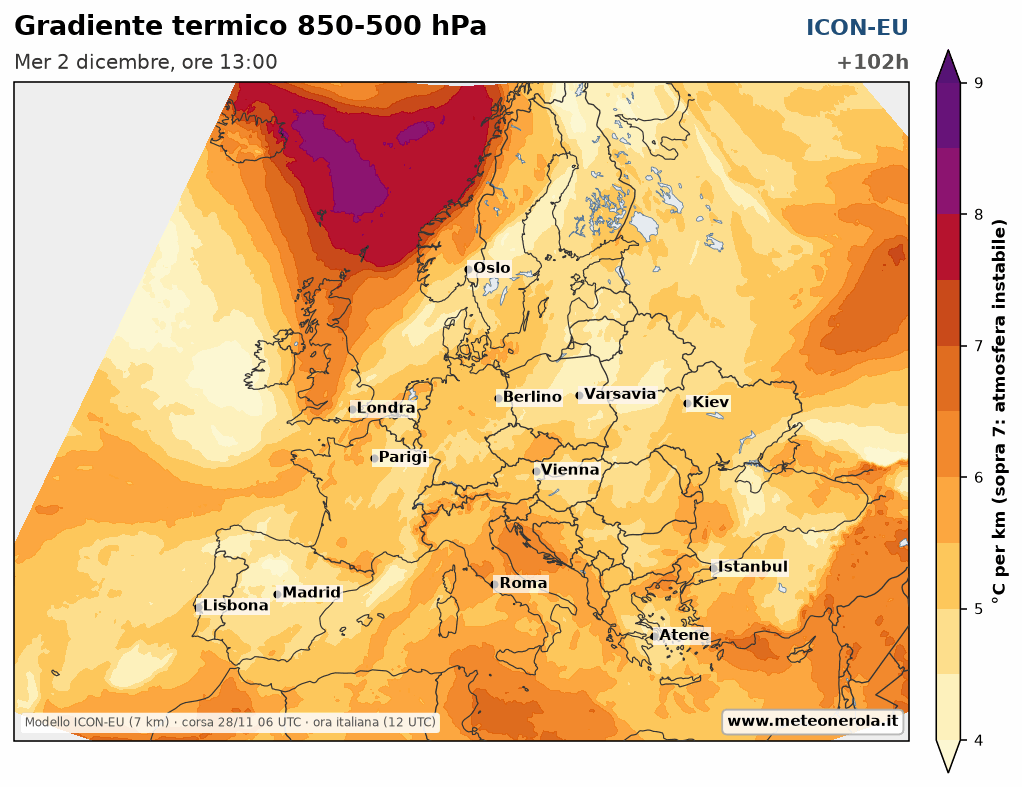 Gradiente termico 850-500 hPa
ICON-EU
Mer 2 dicembre, ore 13:00
+102h
9
8
7
6
5
4
°C per km (sopra 7: atmosfera instabile)
Oslo
Berlino
Varsavia
Kiev
Londra
Parigi
Vienna
Istanbul
Roma
Madrid
Lisbona
Atene
Modello ICON-EU (7 km) · corsa 28/11 06 UTC · ora italiana (12 UTC)
www.meteonerola.it